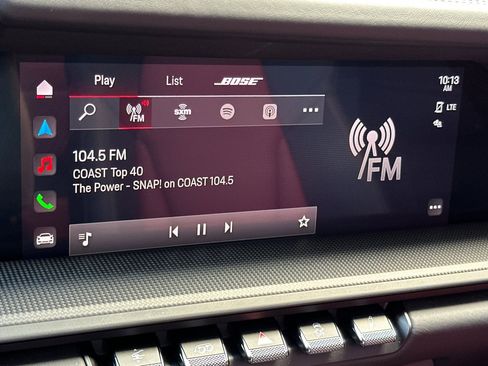 Play List BOSE 10:13
AM
/FM sxm ...
LTE
104.5 FM
COAST Top 40
The Power - SNAP! on COAST 104.5
/FM